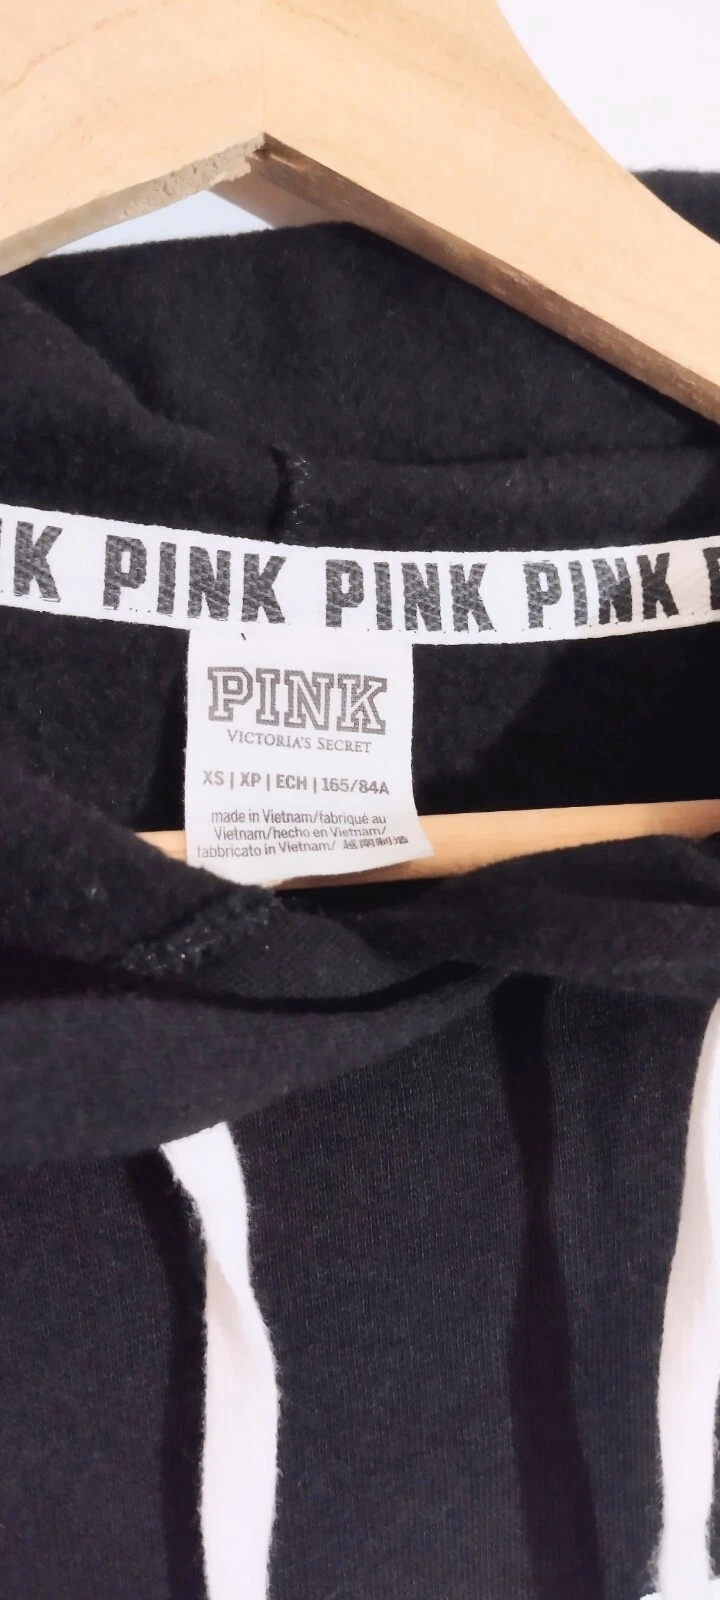 K PINK PINK PINK
PINK
VICTORIA'S SECRET
XS | XP | ECH | 165/84A
made in Vietnam/fabriqué au
Vietnam/hecho en Vietnam/
fabbricato in Vietnam/ 越南制造